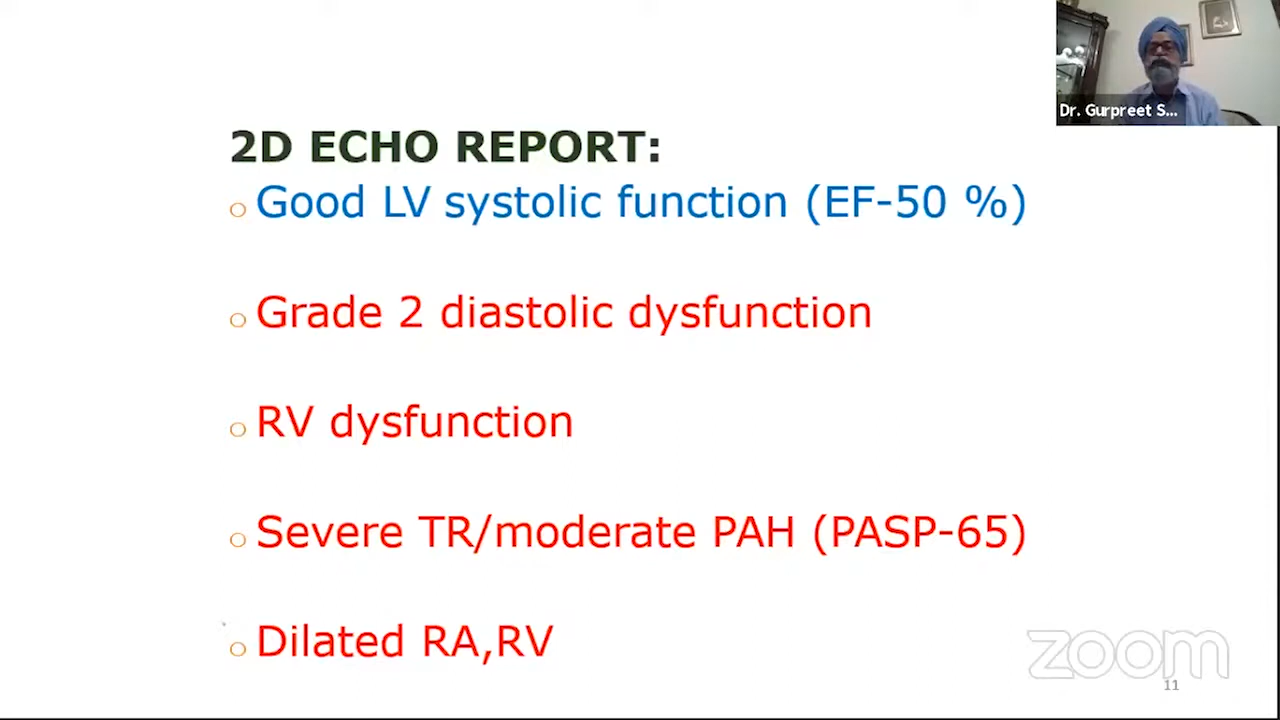 Dr. Gurpreet S...
2D ECHO REPORT:
o Good LV systolic function (EF-50 %)
o Grade 2 diastolic dysfunction
o RV dysfunction
o Severe TR/moderate PAH (PASP-65)
o Dilated RA,RV
zoom
11